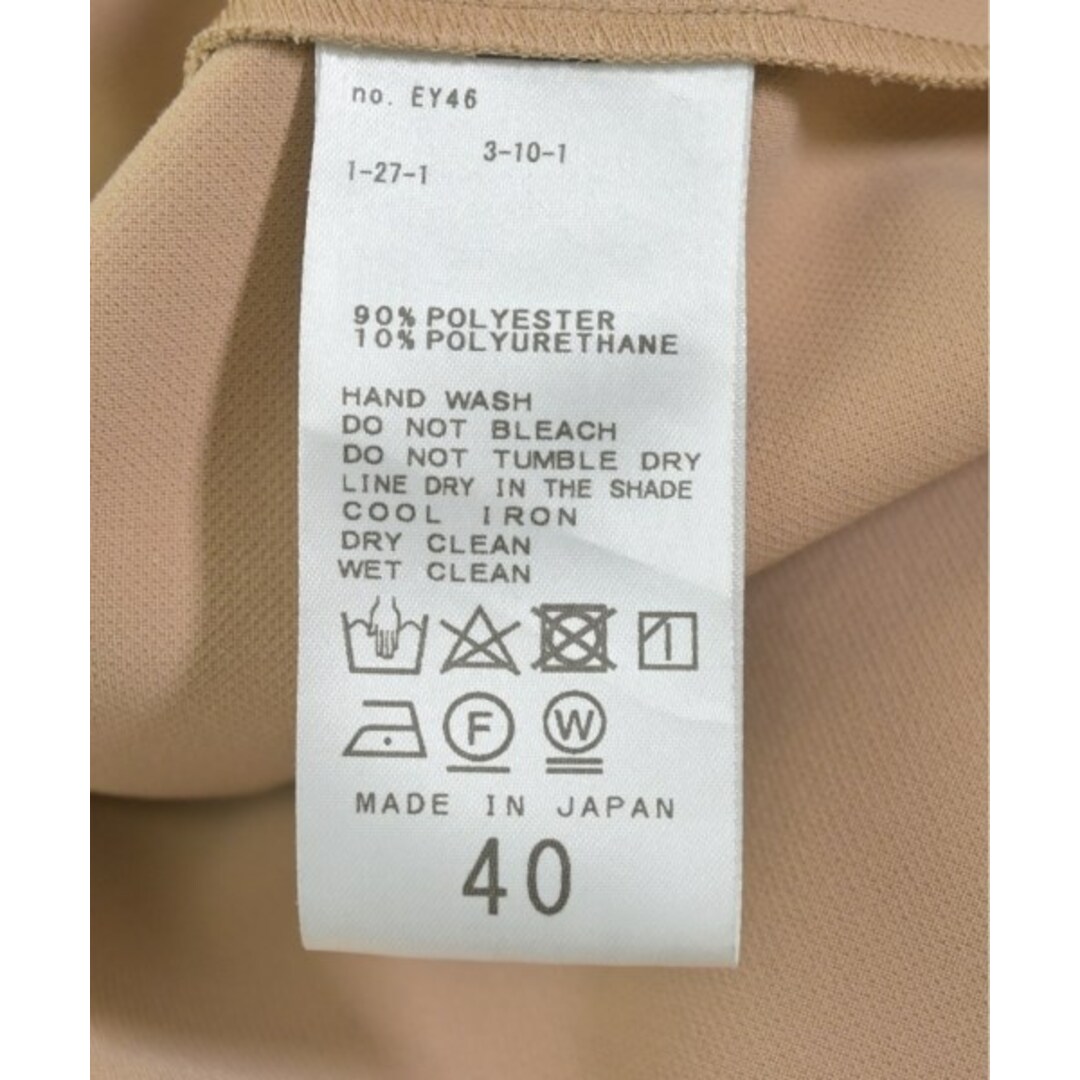 no. EY46
3-10-1
1-27-1
90% POLYESTER
10% POLYURETHANE
HAND WASH
DO NOT BLEACH
DO NOT TUMBLE DRY
LINE DRY IN THE SHADE
COOL IRON
DRY CLEAN
WET CLEAN
F W
MADE IN JAPAN
40